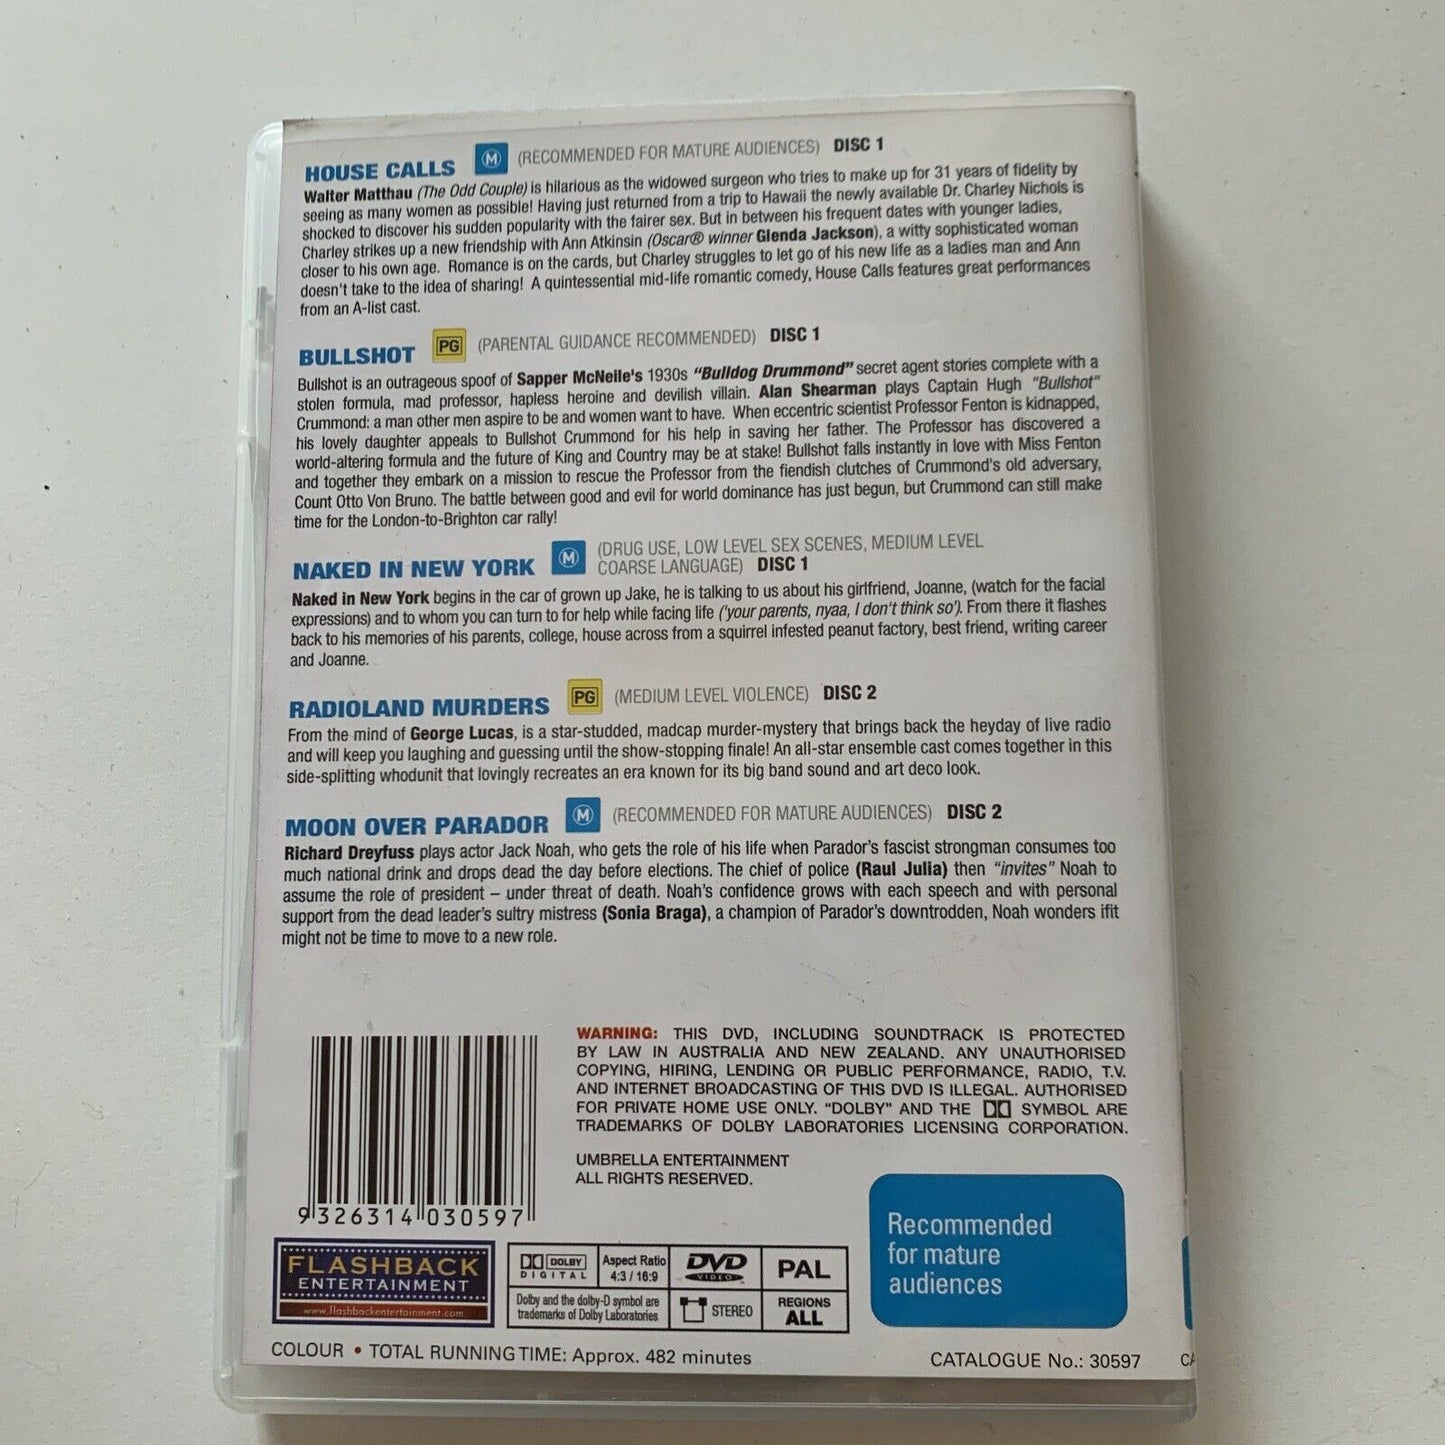 HOUSE CALLS M (RECOMMENDED FOR MATURE AUDIENCES) DISC 1
Walter Matthau (The Odd Couple) is hilarious as the widowed surgeon who tries to make up for 31 years of fidelity by
seeing as many women as possible! Having just returned from a trip to Hawaii the newly available Dr. Charley Nichols is
shocked to discover his sudden popularity with the fairer sex. But in between his frequent dates with younger ladies,
Charley strikes up a new friendship with Ann Atkinsin (Oscar® winner Glenda Jackson), a witty sophisticated woman
closer to his own age. Romance is on the cards, but Charley struggles to let go of his new life as a ladies man and Ann
doesn't take to the idea of sharing! A quintessential mid-life romantic comedy, House Calls features great performances
from an A-list cast.
BULLSHOT PG (PARENTAL GUIDANCE RECOMMENDED) DISC 1
Bullshot is an outrageous spoof of Sapper McNeile's 1930s "Bulldog Drummond" secret agent stories complete with a
stolen formula, mad professor, hapless heroine and devilish villain. Alan Shearman plays Captain Hugh "Bullshot"
Crummond: a man other men aspire to be and women want to have. When eccentric scientist Professor Fenton is kidnapped,
his lovely daughter appeals to Bullshot Crummond for his help in saving her father. The Professor has discovered a
world-altering formula and the future of King and Country may be at stake! Bullshot falls instantly in love with Miss Fenton
and together they embark on a mission to rescue the Professor from the fiendish clutches of Crummond's old adversary,
Count Otto Von Bruno. The battle between good and evil for world dominance has just begun, but Crummond can still make
time for the London-to-Brighton car rally!
NAKED IN NEW YORK M (DRUG USE, LOW LEVEL SEX SCENES, MEDIUM LEVEL
COARSE LANGUAGE) DISC 1
Naked in New York begins in the car of grown up Jake, he is talking to us about his girlfriend, Joanne, (watch for the facial
expressions) and to whom you can turn to for help while facing life ('your parents, nyaa, I don't think so'). From there it flashes
back to his memories of his parents, college, house across from a squirrel infested peanut factory, best friend, writing career
and Joanne.
RADIOLAND MURDERS PG (MEDIUM LEVEL VIOLENCE) DISC 2
From the mind of George Lucas, is a star-studded, madcap murder-mystery that brings back the heyday of live radio
and will keep you laughing and guessing until the show-stopping finale! An all-star ensemble cast comes together in this
side-splitting whodunit that lovingly recreates an era known for its big band sound and art deco look.
MOON OVER PARADOR M (RECOMMENDED FOR MATURE AUDIENCES) DISC 2
Richard Dreyfuss plays actor Jack Noah, who gets the role of his life when Parador's fascist strongman consumes too
much national drink and drops dead the day before elections. The chief of police (Raul Julia) then "invites" Noah to
assume the role of president – under threat of death. Noah's confidence grows with each speech and with personal
support from the dead leader's sultry mistress (Sonia Braga), a champion of Parador's downtrodden, Noah wonders ifit
might not be time to move to a new role.
WARNING: THIS DVD, INCLUDING SOUNDTRACK IS PROTECTED
BY LAW IN AUSTRALIA AND NEW ZEALAND. ANY UNAUTHORISED
COPYING, HIRING, LENDING OR PUBLIC PERFORMANCE, RADIO, T.V.
AND INTERNET BROADCASTING OF THIS DVD IS ILLEGAL. AUTHORISED
FOR PRIVATE HOME USE ONLY. "DOLBY" AND THE SYMBOL ARE
TRADEMARKS OF DOLBY LABORATORIES LICENSING CORPORATION.
UMBRELLA ENTERTAINMENT
ALL RIGHTS RESERVED.
9 326314 030597
Recommended
for mature
audiences
FLASHBACK
ENTERTAINMENT
www.flashbackentertainment.com
DOLBY
DIGITAL
Aspect Ratio
4:3 / 16:9
DVD
VIDEO
PAL
Dolby and the dolby-D symbol are
trademarks of Dolby Laboratories
STEREO
REGIONS
ALL
COLOUR • TOTAL RUNNING TIME: Approx. 482 minutes
CATALOGUE No.: 30597
CA